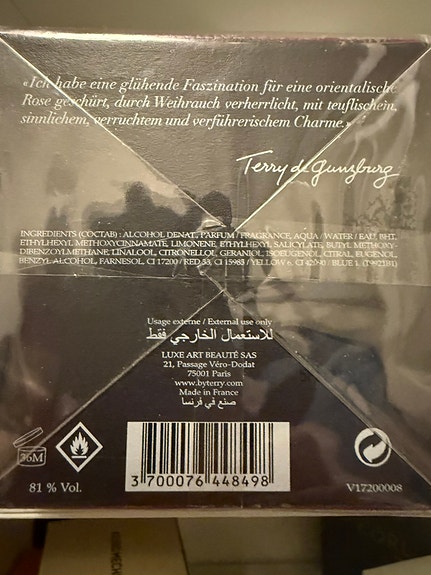 «Ich habe eine glühende Faszination für eine orientalische
Rose geschürt, durch Weihrauch verherrlicht, mit teuflischem,
sinnlichem, verruchtem und verführerischem Charme.»
Terry de Gunzburg
INGREDIENTS (COCTAB) : ALCOHOL DENAT., PARFUM / FRAGRANCE, AQUA / WATER / EAU, BHT,
ETHYLHEXYL METHOXYCINNAMATE, LIMONENE, ETHYLHEXYL SALICYLATE, BUTYL METHOXY-
DIBENZOYLMETHANE, LINALOOL, CITRONELLOL, GERANIOL, ISOEUGENOL, CITRAL, EUGENOL,
BENZYL ALCOHOL, FARNESOL, CI 17200 / RED 33, CI 15985 / YELLOW 6, CI 42090 / BLUE 1.
Usage externe / External use only
للاستعمال الخارجي فقط
LUXE ART BEAUTÉ SAS
21, Passage Véro-Dodat
75001 Paris
www.byterry.com
Made in France
صنع في فرنسا
36M
81 % Vol.
3 700076 448498
V17200008